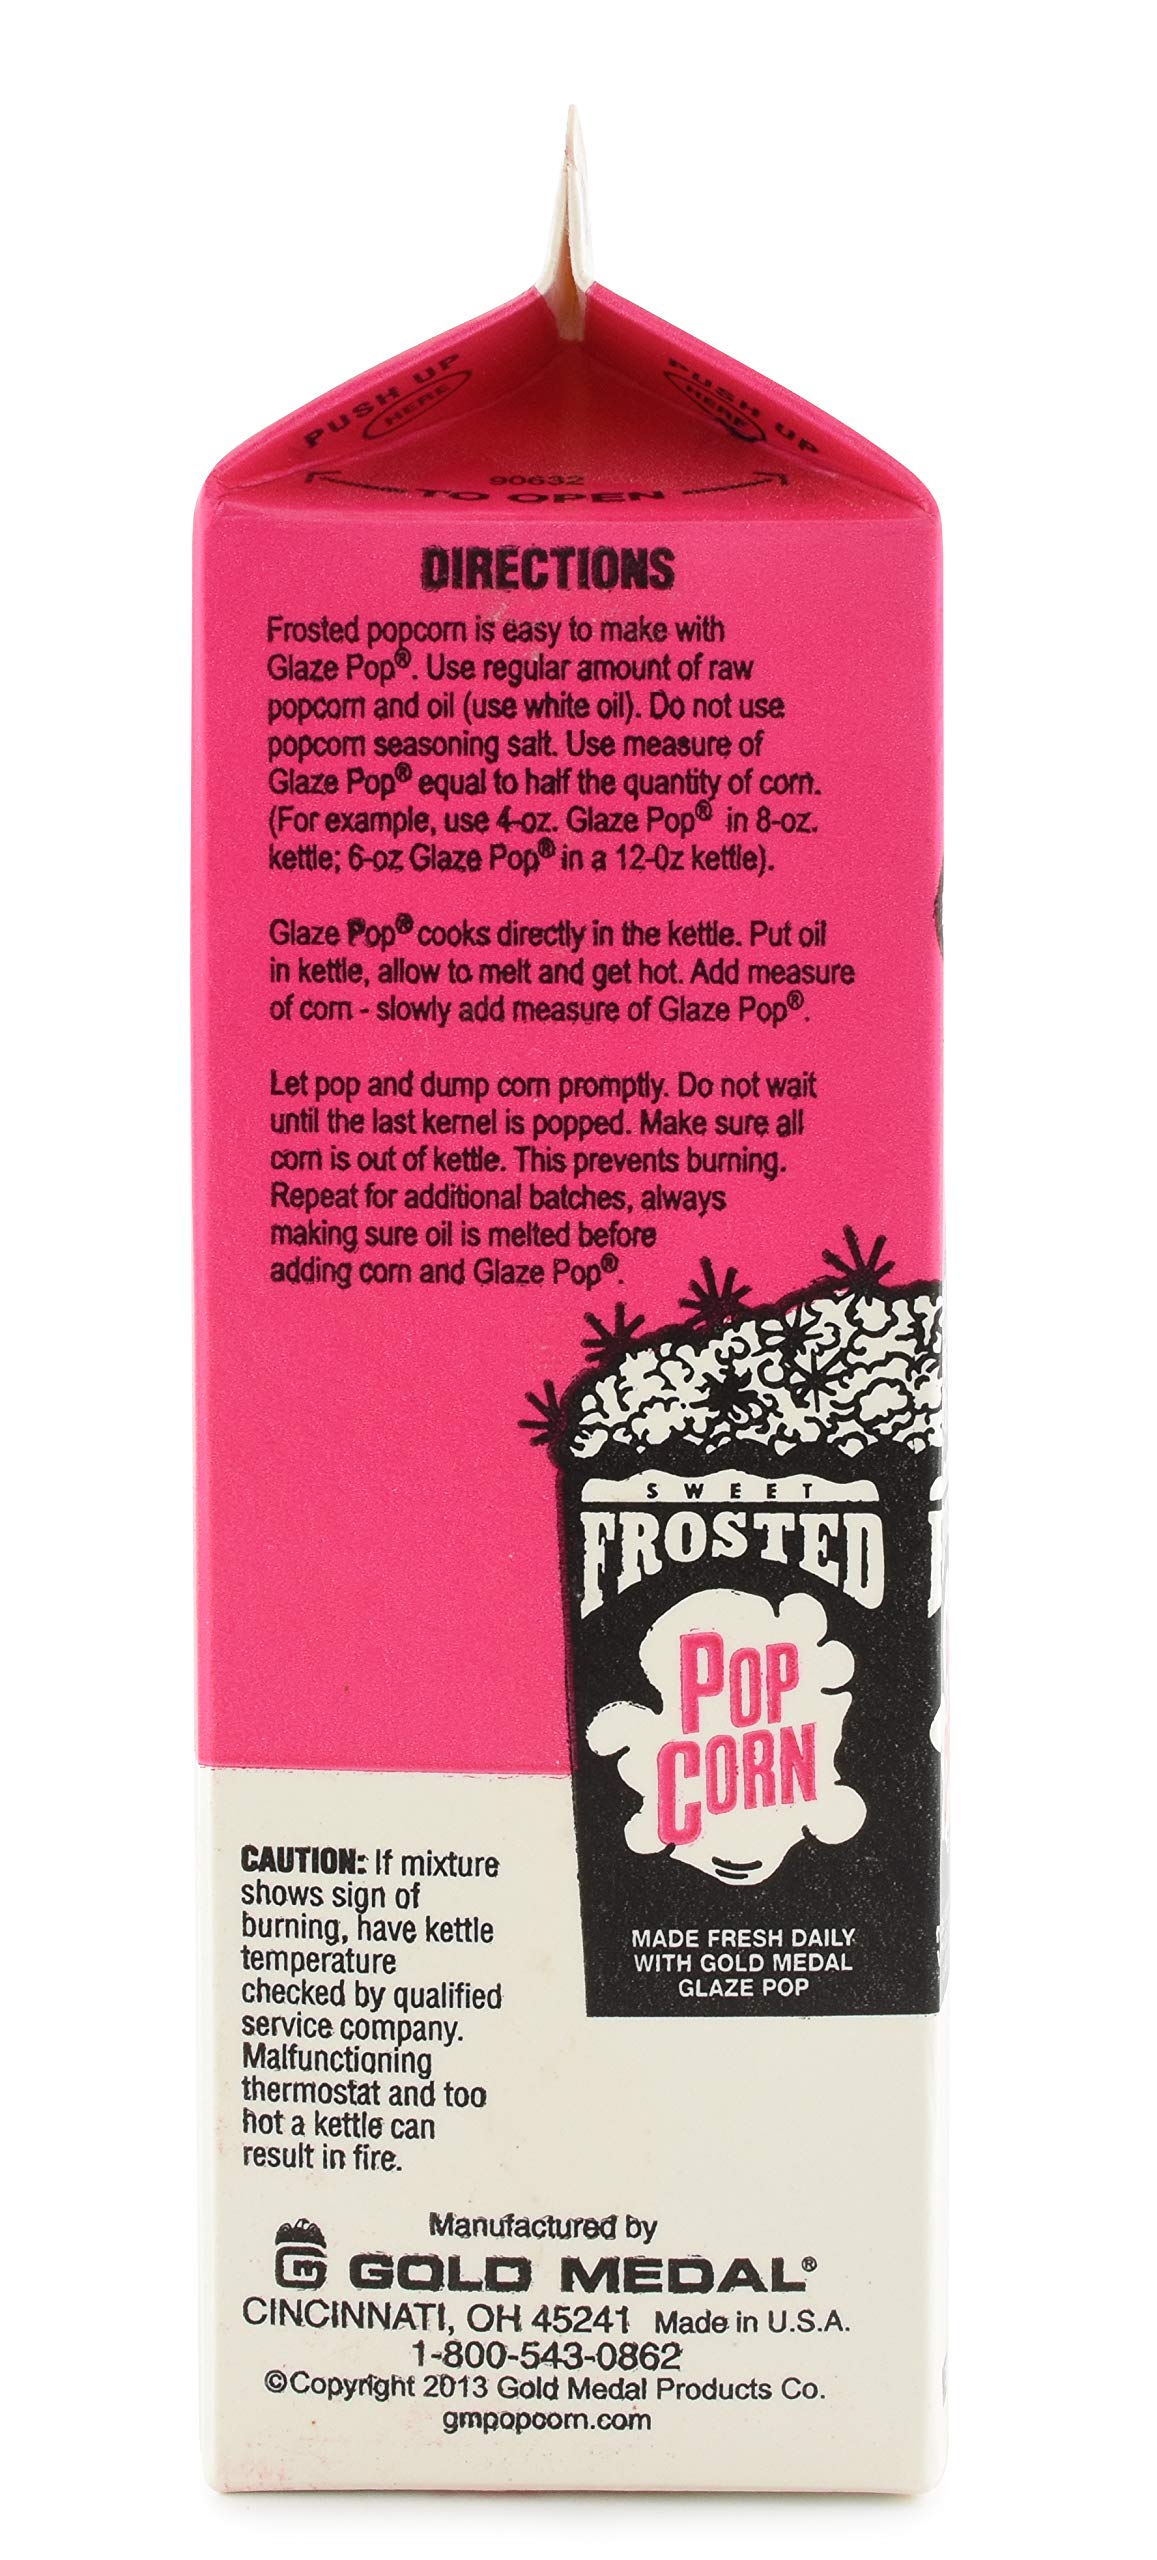 PUSH UP
HERE
PUSH UP
HERE
90632
TO OPEN
DIRECTIONS
Frosted popcorn is easy to make with
Glaze Pop®. Use regular amount of raw
popcorn and oil (use white oil). Do not use
popcorn seasoning salt. Use measure of
Glaze Pop® equal to half the quantity of corn.
(For example, use 4-oz. Glaze Pop® in 8-oz.
kettle; 6-oz Glaze Pop® in a 12-Oz kettle).
Glaze Pop® cooks directly in the kettle. Put oil
in kettle, allow to melt and get hot. Add measure
of corn - slowly add measure of Glaze Pop®.
Let pop and dump corn promptly. Do not wait
until the last kernel is popped. Make sure all
corn is out of kettle. This prevents burning.
Repeat for additional batches, always
making sure oil is melted before
adding corn and Glaze Pop®.
SWEET
FROSTED
POP
CORN
MADE FRESH DAILY
WITH GOLD MEDAL
GLAZE POP
CAUTION: If mixture
shows sign of
burning, have kettle
temperature
checked by qualified
service company.
Malfunctioning
thermostat and too
hot a kettle can
result in fire.
Manufactured by
GOLD MEDAL®
CINCINNATI, OH 45241 Made in U.S.A.
1-800-543-0862
©Copyright 2013 Gold Medal Products Co.
gmpopcorn.com